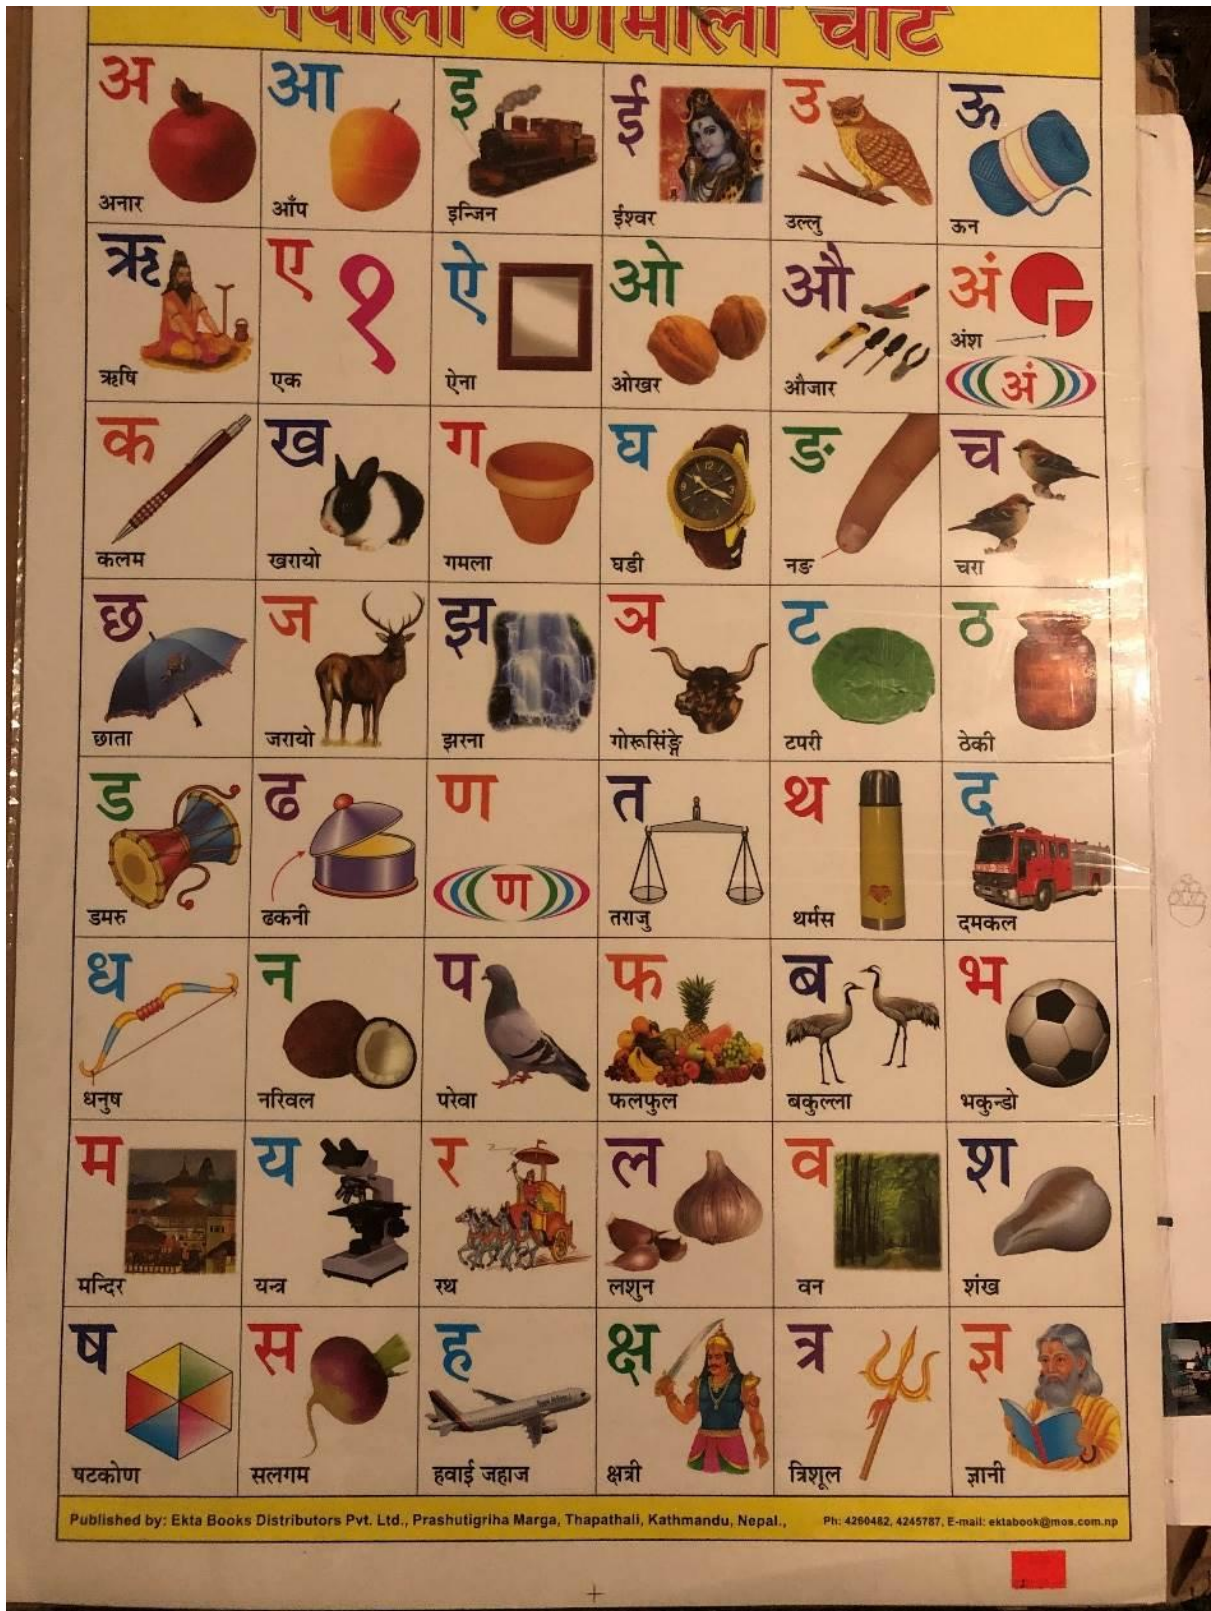 नेपाली वर्णमाला चार्ट
अ आ इ ई उ ऊ
अनार आँप इन्जिन ईश्वर उल्लु ऊन
ऋ ए १ ऐ ओ औ अं
ऋषि एक ऐना ओखर औजार अंश
अं
क ख ग घ ङ च
कलम खरायो गमला घडी नङ चरा
छ ज झ ञ ट ठ
छाता जरायो झरना गोरूसिङ्गे टपरी ठेकी
ड ढ ण त थ द
ण
डमरु ढकनी तराजु थर्मस दमकल
ध न प फ ब भ
धनुष नरिवल परेवा फलफुल बकुल्ला भकुन्डो
म य र ल व श
मन्दिर यन्त्र रथ लशुन वन शंख
ष स ह क्ष त्र ज्ञ
षटकोण सलगम हवाई जहाज क्षत्री त्रिशूल ज्ञानी
Published by: Ekta Books Distributors Pvt. Ltd., Prashutigriha Marga, Thapathali, Kathmandu, Nepal., Ph: 4260482, 4245787, E-mail: ektabook@mos.com.np